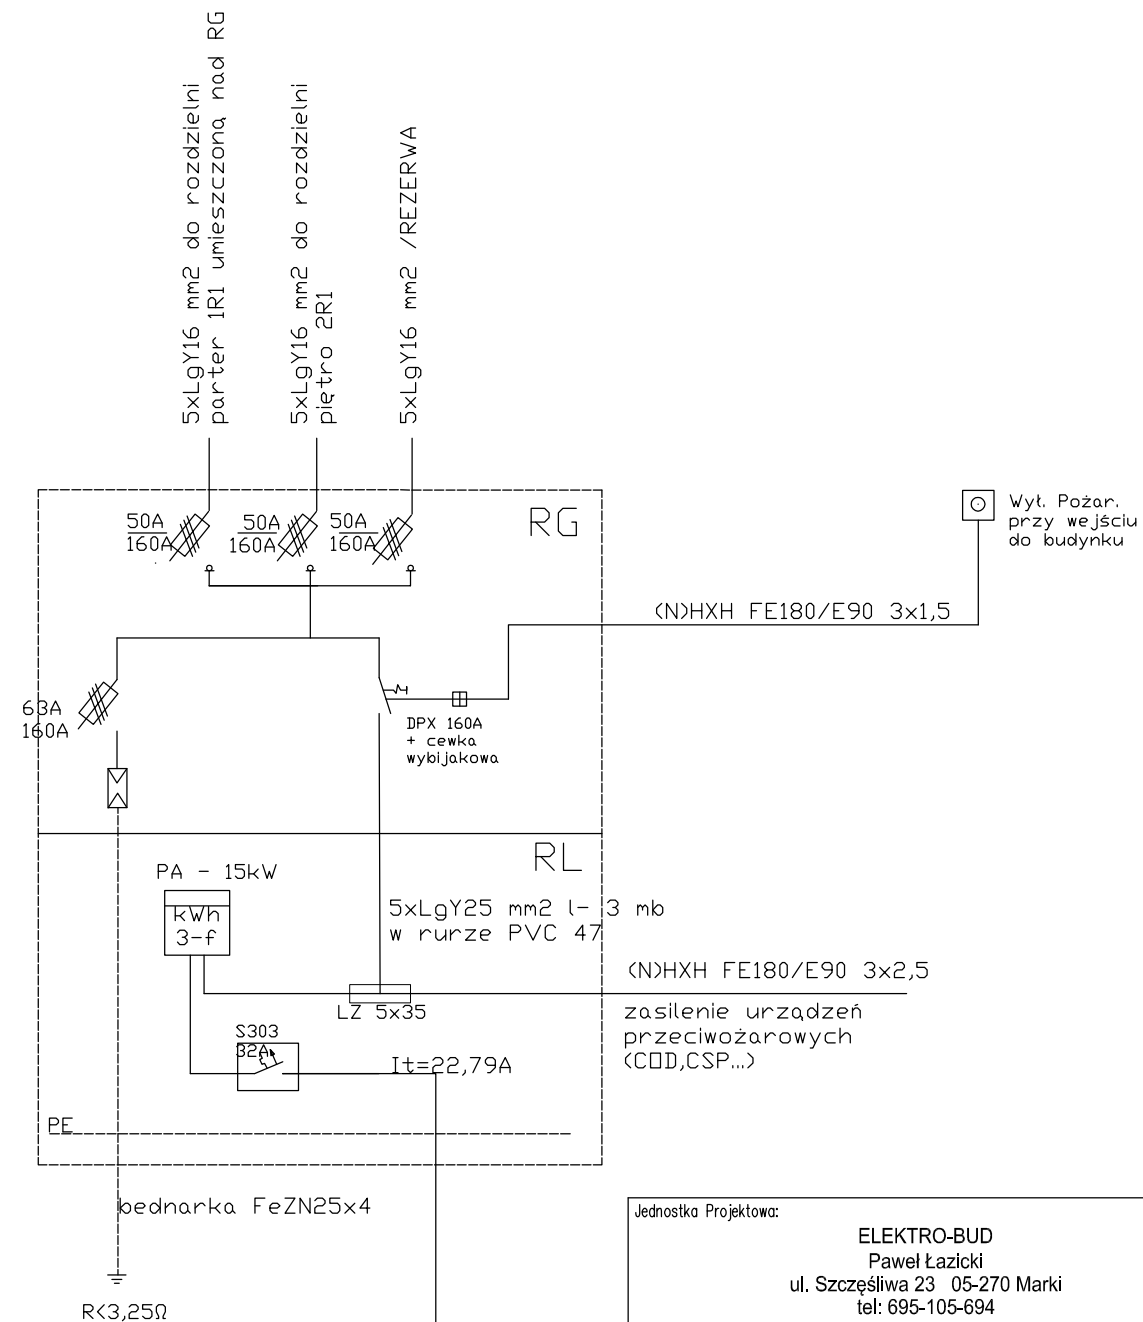 5xLgY16 mm2 do rozdzielni
parter 1R1 umieszczoną nad RG
5xLgY16 mm2 do rozdzielni
piętro 2R1
5xLgY16 mm2 /REZERWA
50A
160A
50A
160A
50A
160A
RG
Wył. Pożar.
przy wejściu
do budynku
(N)HXH FE180/E90 3x1,5
63A
160A
DPX 160A
+ cewka
wybijakowa
RL
PA - 15kW
kWh
3-f
5xLgY25 mm2 l- 3 mb
w rurze PVC 47
(N)HXH FE180/E90 3x2,5
LZ 5x35
zasilenie urządzeń
przeciwożarowych
(COD,CSP...)
S303
32A
It=22,79A
PE
bednarka FeZN25x4
R<3,25Ω
Jednostka Projektowa:
ELEKTRO-BUD
Paweł Łazicki
ul. Szczęśliwa 23 05-270 Marki
tel: 695-105-694